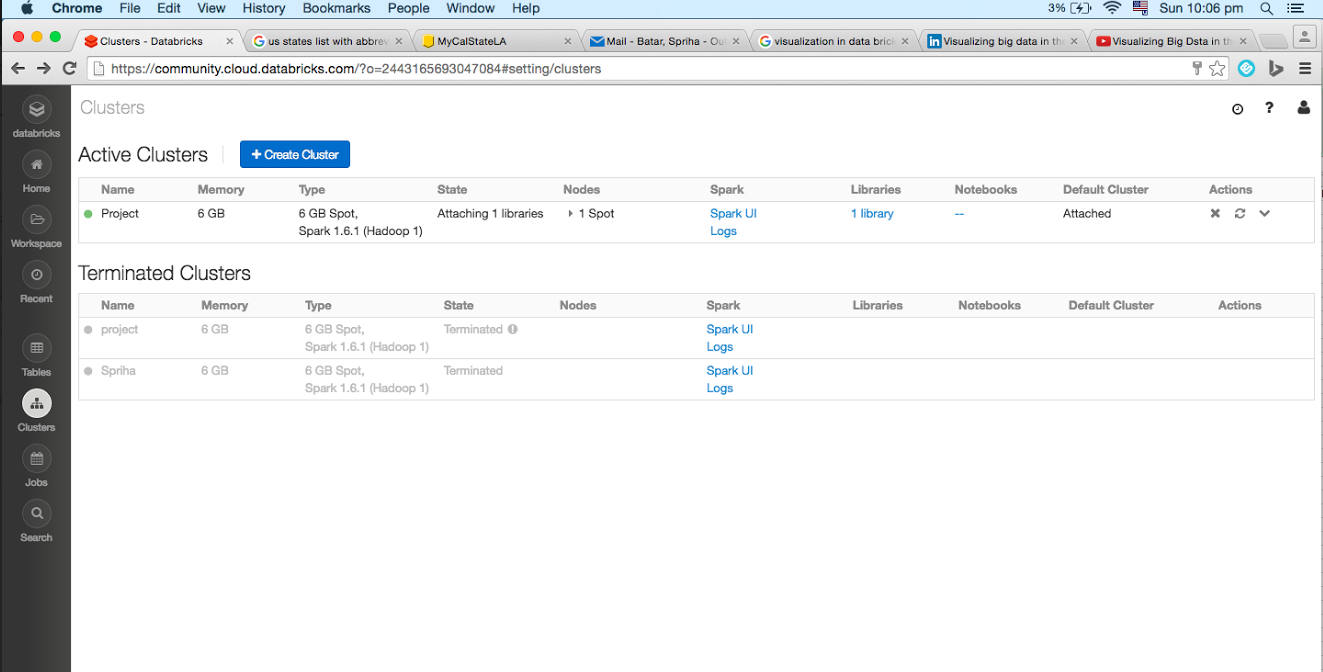 Chrome File Edit View History Bookmarks People Window Help 3% Sun 10:06 pm
Clusters - Databricks us states list with abbrev MyCalStateLA Mail - Batar, Spriha - Ou visualization in data bric Visualizing big data in the Visualizing Big Dsta in th
https://community.cloud.databricks.com/?o=2443165693047084#setting/clusters
databricks
Home
Workspace
Recent
Tables
Clusters
Jobs
Search
Clusters
?
Active Clusters + Create Cluster
Name Memory Type State Nodes Spark Libraries Notebooks Default Cluster Actions
Project 6 GB 6 GB Spot, Attaching 1 libraries 1 Spot Spark UI 1 library -- Attached
Spark 1.6.1 (Hadoop 1) Logs
Terminated Clusters
Name Memory Type State Nodes Spark Libraries Notebooks Default Cluster Actions
project 6 GB 6 GB Spot, Terminated Spark UI
Spark 1.6.1 (Hadoop 1) Logs
Spriha 6 GB 6 GB Spot, Terminated Spark UI
Spark 1.6.1 (Hadoop 1) Logs